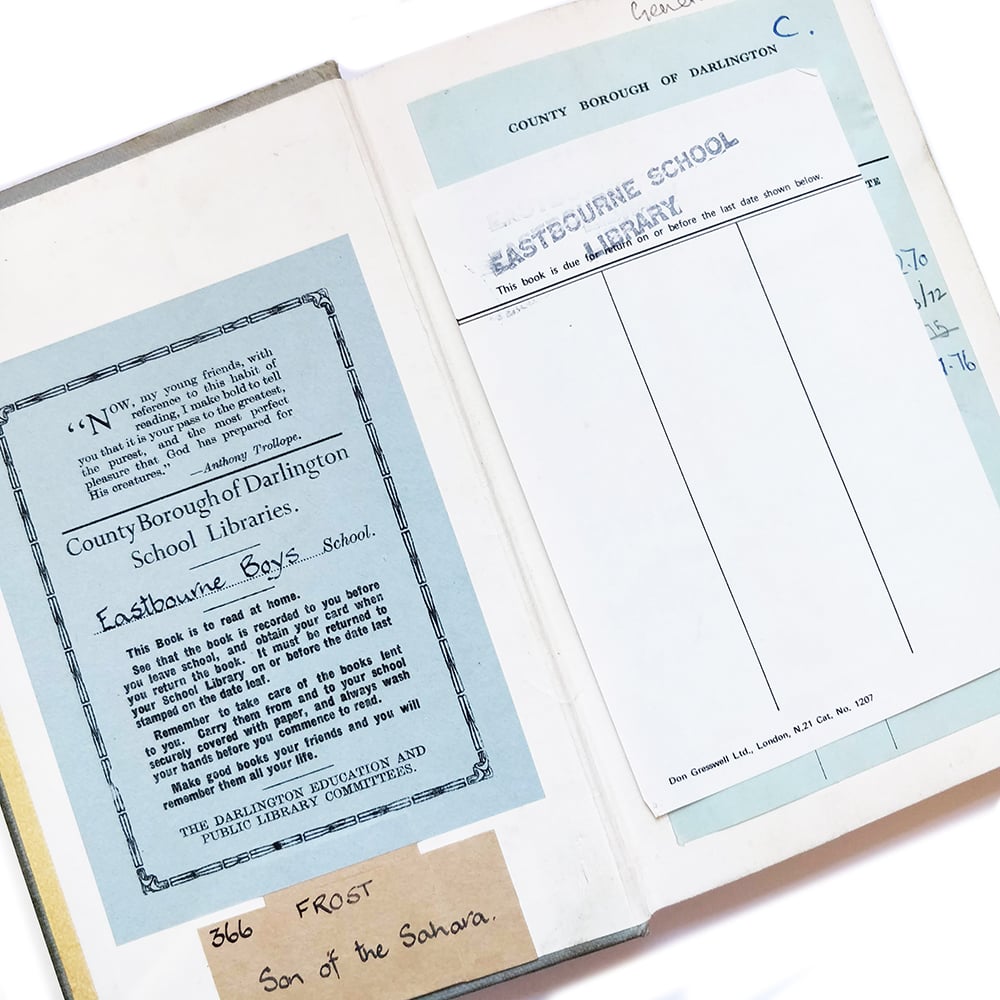 “Now, my young friends, with
reference to this habit of
reading, I make bold to tell
you that it is your pass to the greatest,
the purest, and the most perfect
pleasure that God has prepared for
His creatures.”
—Anthony Trollope.
County Borough of Darlington
School Libraries.
Eastbourne Boys School.
This Book is to read at home.
See that the book is recorded to you before
you leave school, and obtain your card when
you return the book. It must be returned to
your School Library on or before the date last
stamped on the date leaf.
Remember to take care of the books lent
to you. Carry them from and to your school
securely covered with paper, and always wash
your hands before you commence to read.
Make good books your friends and you will
remember them all your life.
THE DARLINGTON EDUCATION AND
PUBLIC LIBRARY COMMITTEES.
366
FROST
Son of the Sahara.
C.
COUNTY BOROUGH OF DARLINGTON
EASTBOURNE SCHOOL
LIBRARY
This book is due for return on or before the last date shown below.
Don Gresswell Ltd., London, N.21 Cat. No. 1207